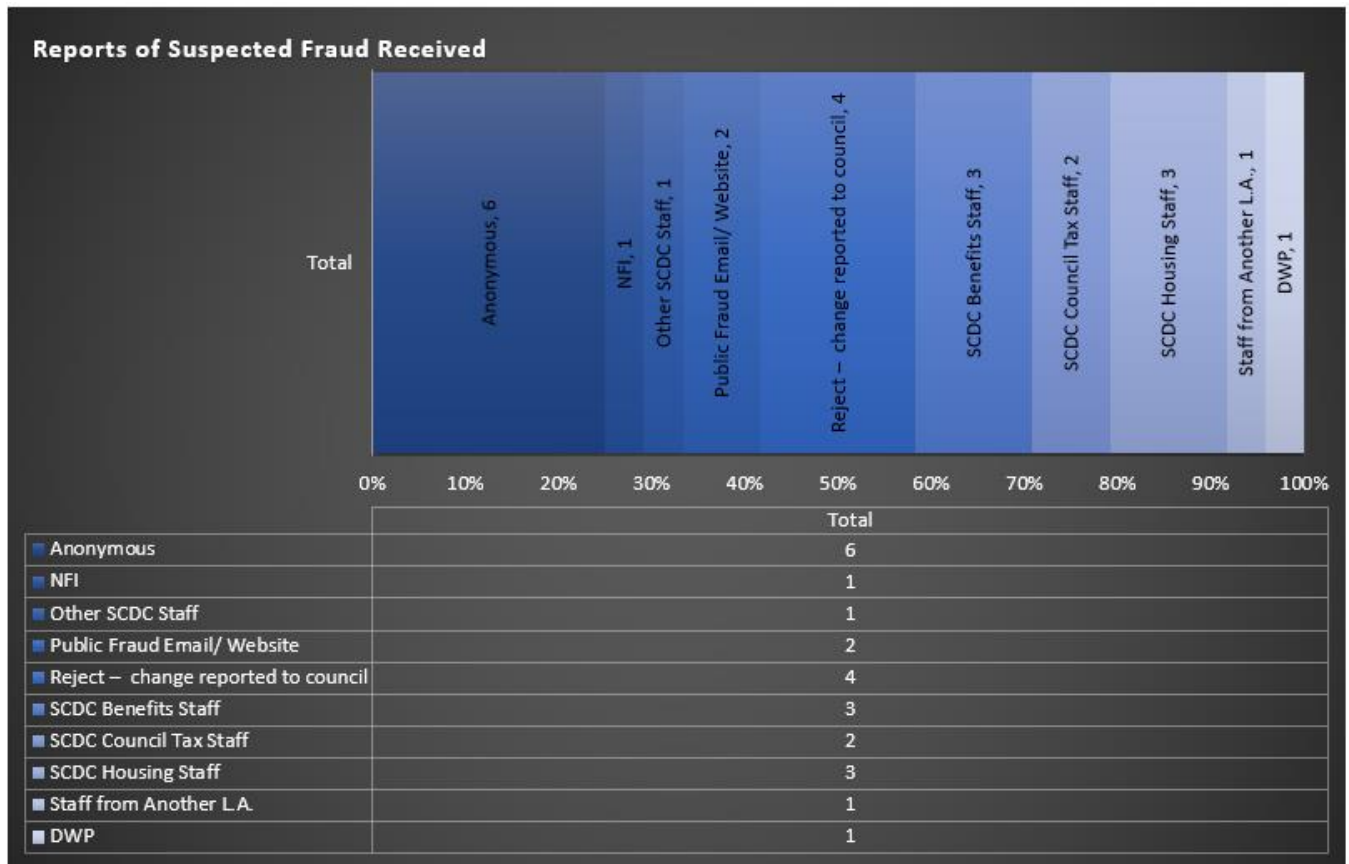 Reports of Suspected Fraud Received
Total
Anonymous, 6
NFI, 1
Other SCDC Staff, 1
Public Fraud Email/ Website, 2
Reject – change reported to council, 4
SCDC Benefits Staff, 3
SCDC Council Tax Staff, 2
SCDC Housing Staff, 3
Staff from Another L.A., 1
DWP, 1
0% 10% 20% 30% 40% 50% 60% 70% 80% 90% 100%
Total
Anonymous 6
NFI 1
Other SCDC Staff 1
Public Fraud Email/ Website 2
Reject – change reported to council 4
SCDC Benefits Staff 3
SCDC Council Tax Staff 2
SCDC Housing Staff 3
Staff from Another L.A. 1
DWP 1